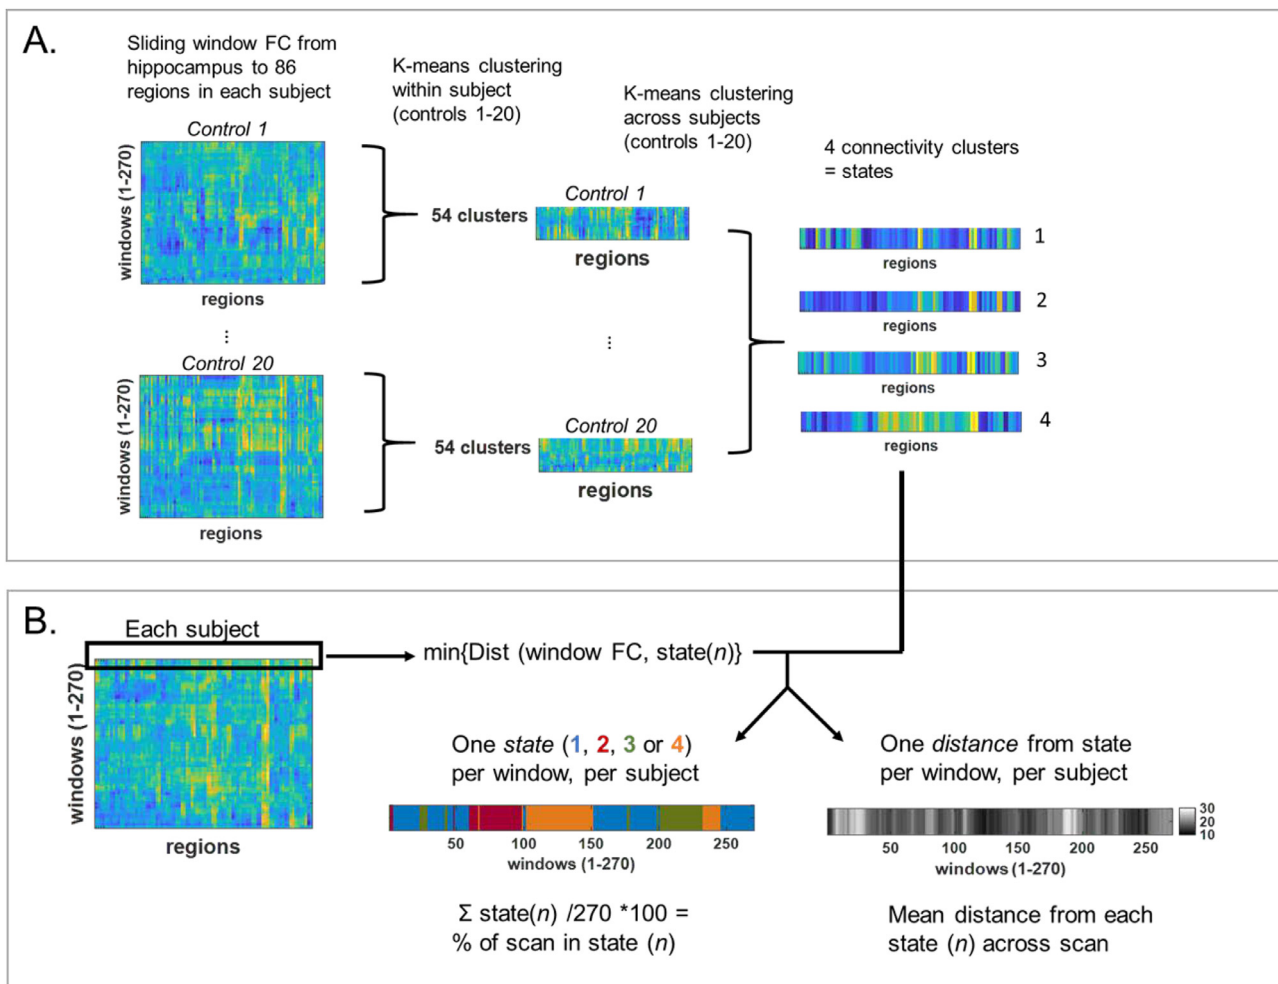 A.
Sliding window FC from
hippocampus to 86
regions in each subject
K-means clustering
within subject
(controls 1-20)
K-means clustering
across subjects
(controls 1-20)
4 connectivity clusters
= states
Control 1
windows (1-270)
regions
54 clusters
Control 1
regions
...
Control 20
windows (1-270)
regions
54 clusters
...
Control 20
regions
1
regions
2
regions
3
regions
4
regions
B.
Each subject
windows (1-270)
regions
min{Dist (window FC, state(n)}
One state (1, 2, 3 or 4)
per window, per subject
50 100 150 200 250
windows (1-270)
Σ state(n) /270 *100 =
% of scan in state (n)
One distance from state
per window, per subject
30
20
10
50 100 150 200 250
windows (1-270)
Mean distance from each
state (n) across scan